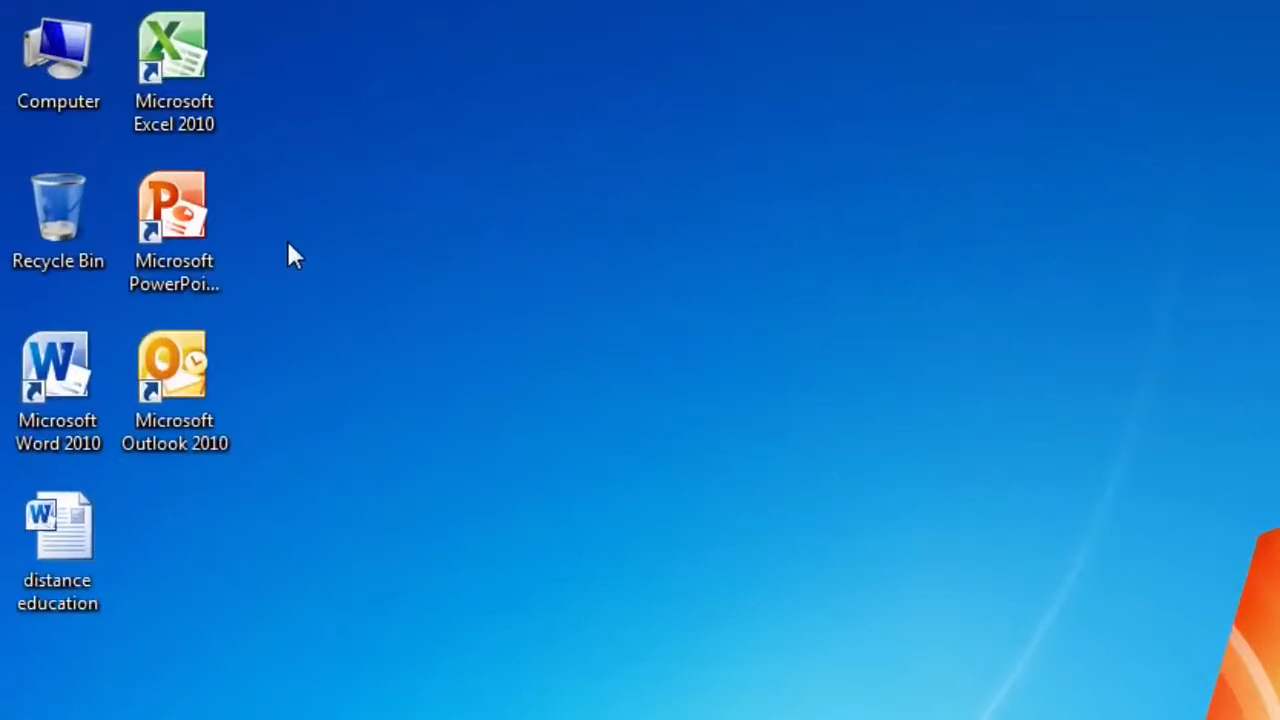 Computer
Microsoft
Excel 2010
Recycle Bin
Microsoft
PowerPoi...
Microsoft
Word 2010
Microsoft
Outlook 2010
distance
education